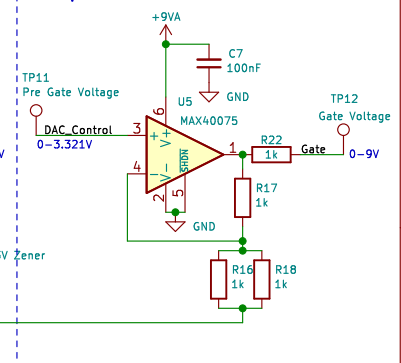 +9VA
C7
100nF
GND
TP11
Pre Gate Voltage
DAC_Control
0-3.321V
U5
MAX40075
3
+
4
-
6
V+
V-
SHDN
2
5
1
GND
R22
1k
Gate
TP12
Gate Voltage
0-9V
R17
1k
R16
1k
R18
1k
V Zener
V